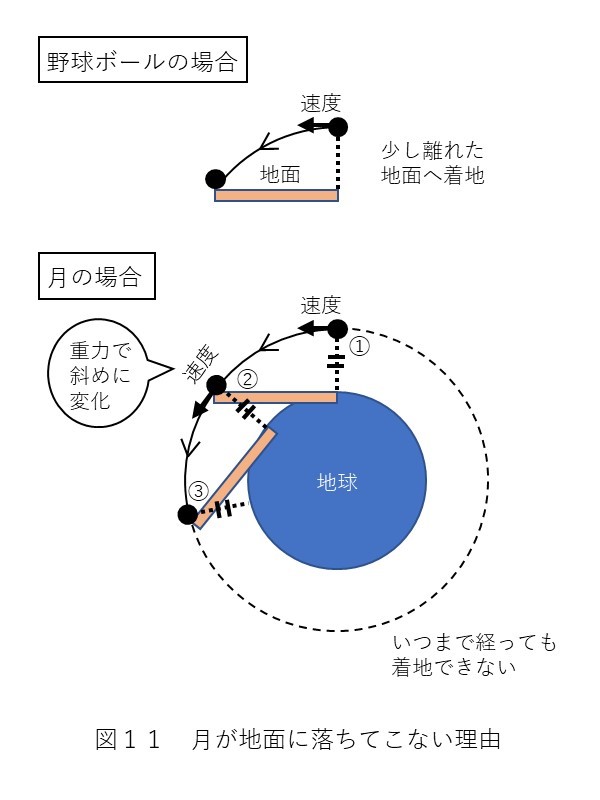 野球ボールの場合
速度
少し離れた
地面へ着地
地面
月の場合
速度
①
重力で
斜めに
変化
速度
②
③
地球
いつまで経っても
着地できない
図１１　月が地面に落ちてこない理由